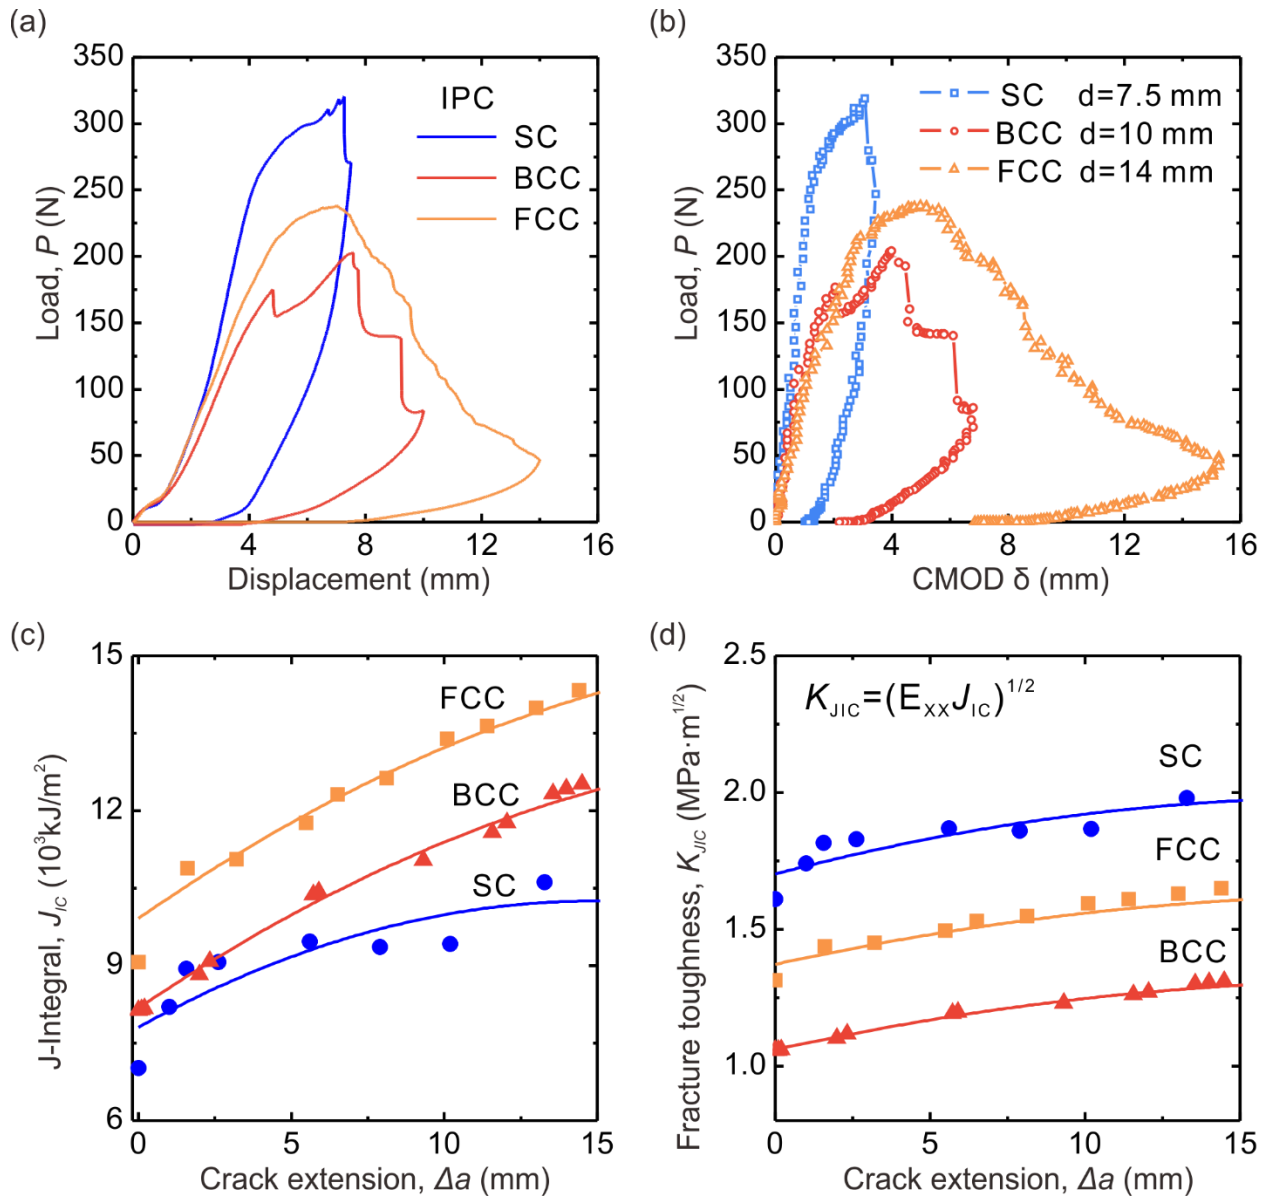 (a)
350
300
250
200
150
100
50
0
Load, P (N)
IPC
SC
BCC
FCC
0 4 8 12 16
Displacement (mm)
(b)
350
300
250
200
150
100
50
0
Load, P (N)
SC d=7.5 mm
BCC d=10 mm
FCC d=14 mm
0 4 8 12 16
CMOD δ (mm)
(c)
15
12
9
6
J-Integral, J_IC (10³kJ/m²)
FCC
BCC
SC
0 5 10 15
Crack extension, Δa (mm)
(d)
2.5
2.0
1.5
1.0
Fracture toughness, K_JIC (MPa·m^1/2)
K_JIC=(E_XX J_IC)^1/2
SC
FCC
BCC
0 5 10 15
Crack extension, Δa (mm)